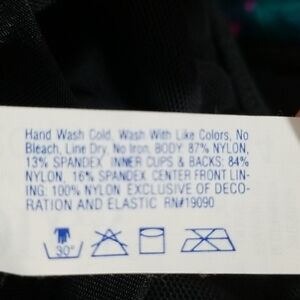 Hand Wash Cold, Wash With Like Colors, No
Bleach, Line Dry, No Iron. BODY 87% NYLON,
13% SPANDEX INNER CUPS & BACKS: 84%
NYLON, 16% SPANDEX CENTER FRONT LIN-
ING: 100% NYLON EXCLUSIVE OF DECO-
RATION AND ELASTIC RN#19090
30°